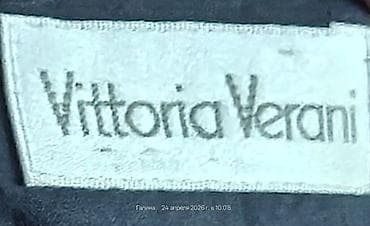 Vittoria Verani
Галина, 24 апреля 2026 г. в 10:08